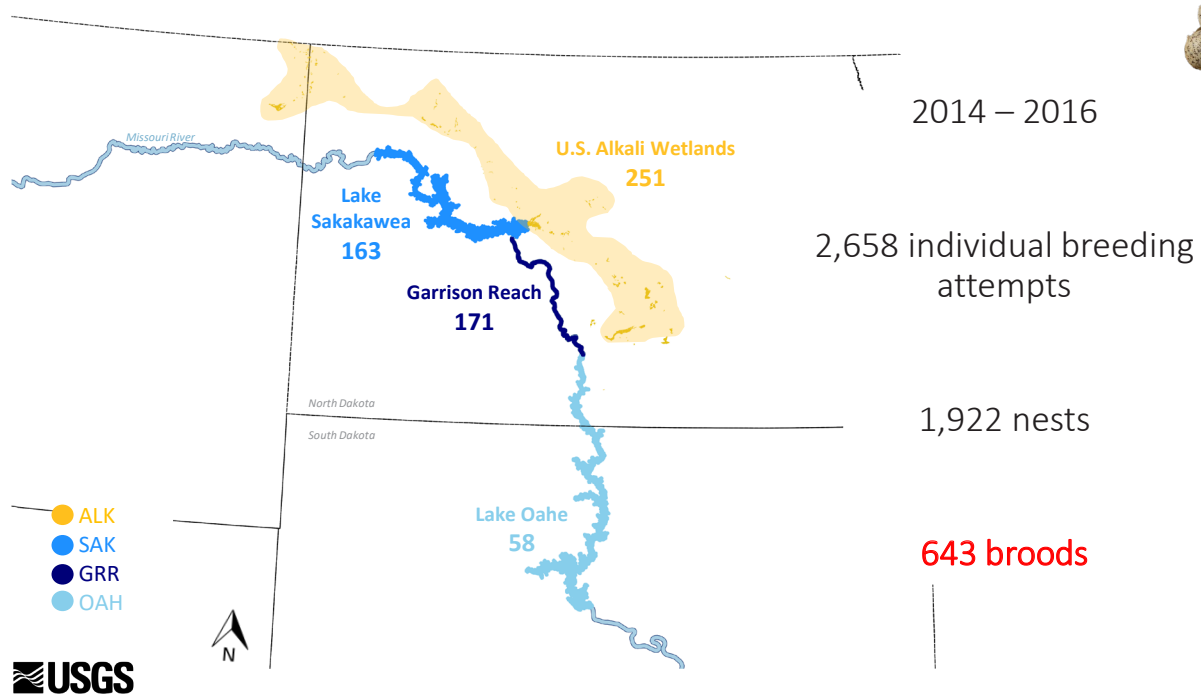 Missouri River
U.S. Alkali Wetlands
251
Lake
Sakakawea
163
Garrison Reach
171
North Dakota
South Dakota
Lake Oahe
58
ALK
SAK
GRR
OAH
N
USGS
2014 – 2016
2,658 individual breeding
attempts
1,922 nests
643 broods